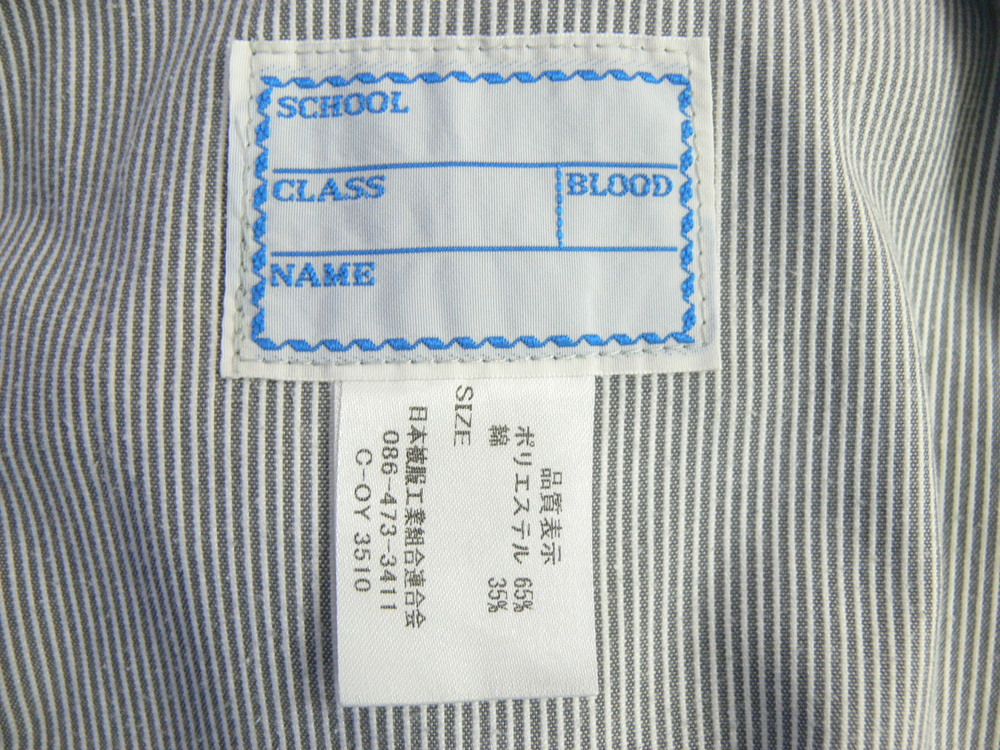 SCHOOL
CLASS
BLOOD
NAME
品質表示
ポリエステル 65%
綿 35%
SIZE
日本被服工業組合連合会
086-473-3411
C-OY 3510